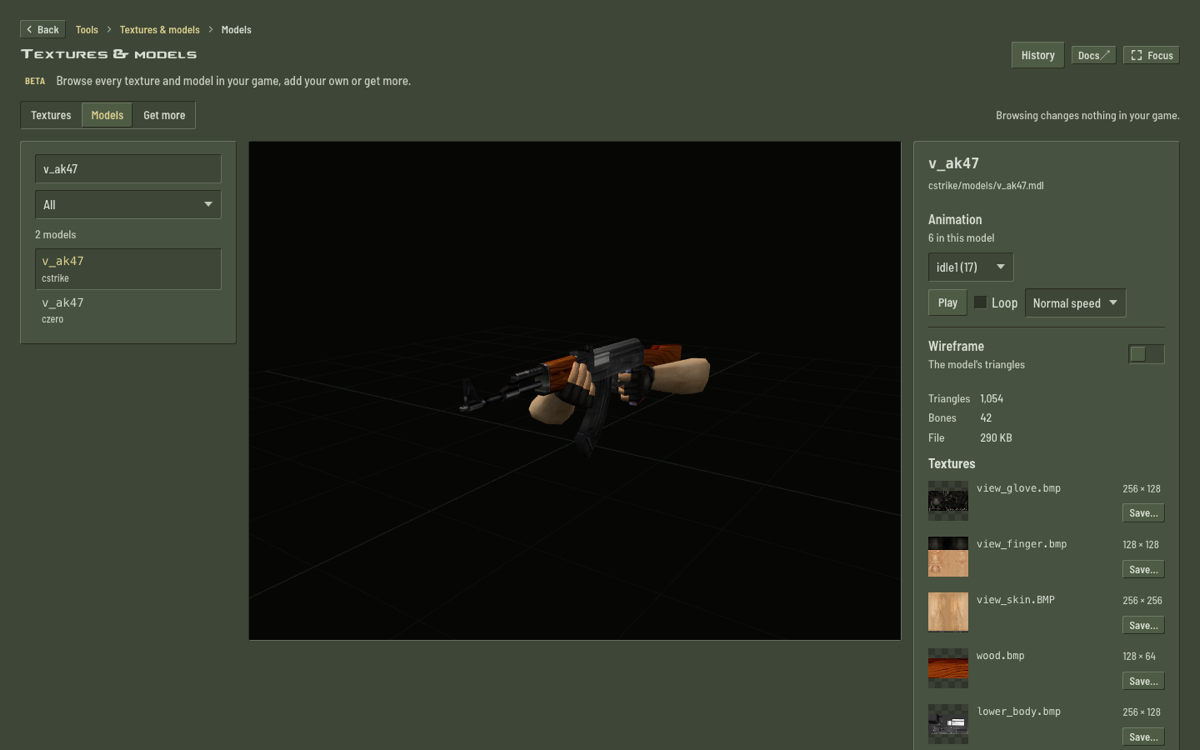 Back
Tools
Textures & models
Models
TEXTURES & MODELS
History
Docs
Focus
BETA
Browse every texture and model in your game, add your own or get more.
Textures
Models
Get more
Browsing changes nothing in your game.
v_ak47
All
2 models
v_ak47
cstrike
v_ak47
czero
v_ak47
cstrike/models/v_ak47.mdl
Animation
6 in this model
idle1 (17)
Play
Loop
Normal speed
Wireframe
The model's triangles
Triangles 1,054
Bones 42
File 290 KB
Textures
view_glove.bmp 256 × 128
Save...
view_finger.bmp 128 × 128
Save...
view_skin.BMP 256 × 256
Save...
wood.bmp 128 × 64
Save...
lower_body.bmp 256 × 128
Save...